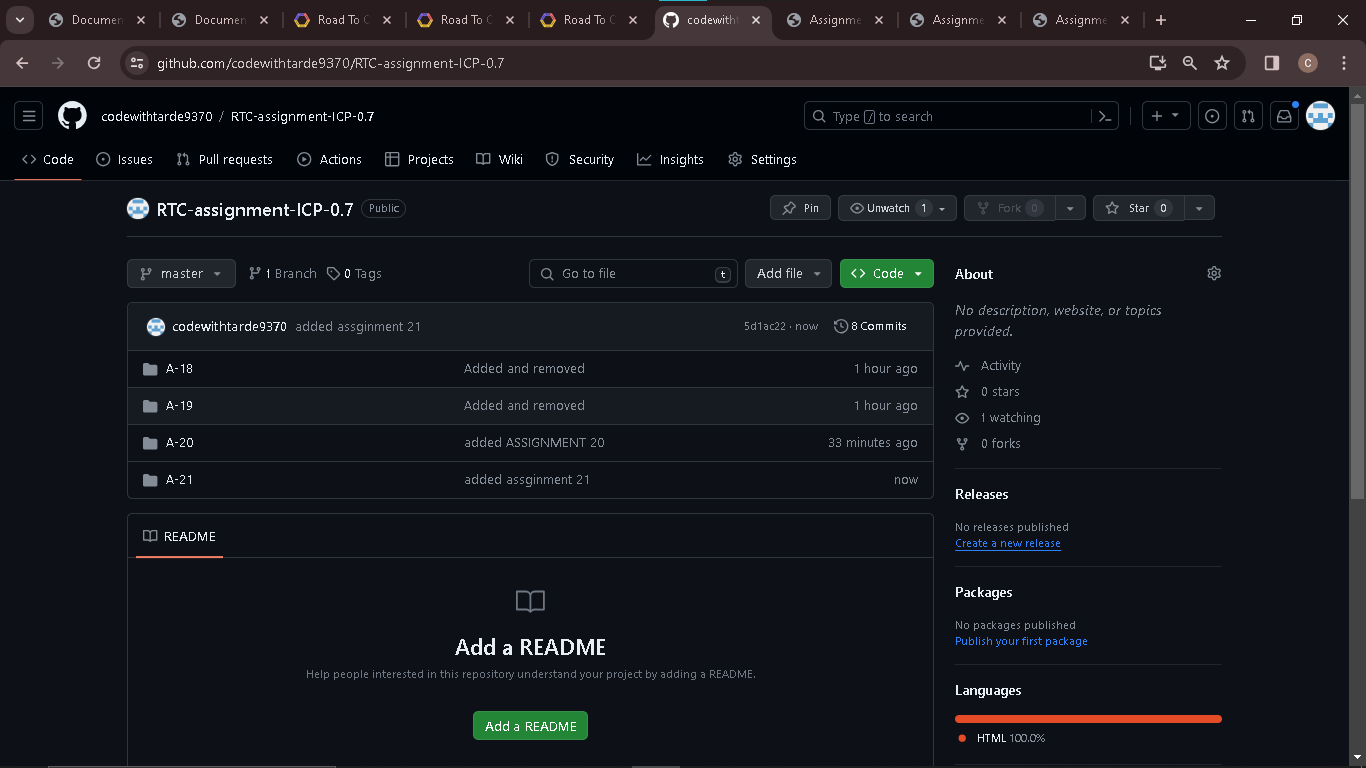 Documen Documen Road To C Road To C Road To C codewitht Assignme Assignme Assignme
github.com/codewithtarde9370/RTC-assignment-ICP-0.7 C
codewithtarde9370 / RTC-assignment-ICP-0.7 Type / to search
Code Issues Pull requests Actions Projects Wiki Security Insights Settings
RTC-assignment-ICP-0.7 Public Pin Unwatch 1 Fork 0 Star 0
master 1 Branch 0 Tags Go to file t Add file Code
codewithtarde9370 added assginment 21 5d1ac22 · now 8 Commits
A-18 Added and removed 1 hour ago
A-19 Added and removed 1 hour ago
A-20 added ASSIGNMENT 20 33 minutes ago
A-21 added assginment 21 now
README
Add a README
Help people interested in this repository understand your project by adding a README.
Add a README
About
No description, website, or topics
provided.
Activity
0 stars
1 watching
0 forks
Releases
No releases published
Create a new release
Packages
No packages published
Publish your first package
Languages
HTML 100.0%